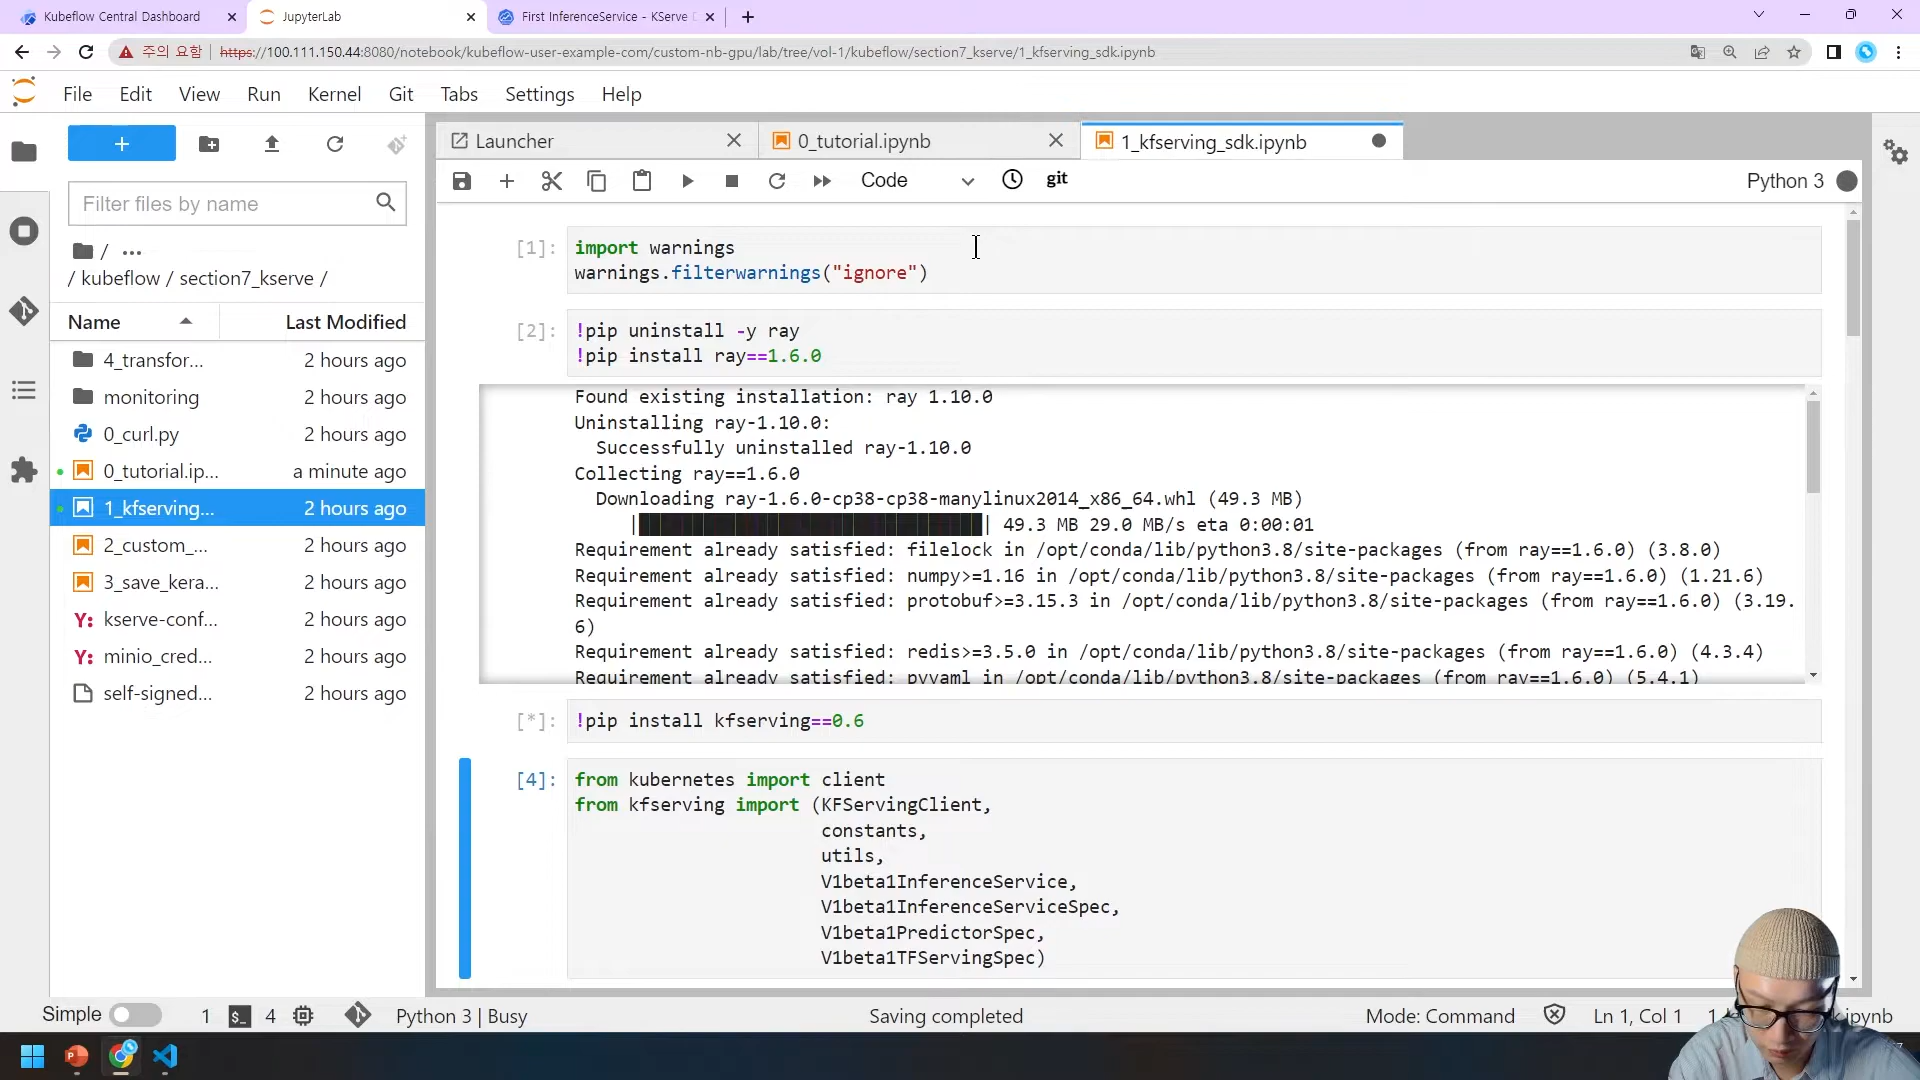 Kubeflow Central Dashboard
JupyterLab
First InferenceService - KServe D
주의 요함
https://100.111.150.44:8080/notebook/kubeflow-user-example-com/custom-nb-gpu/lab/tree/vol-1/kubeflow/section7_kserve/1_kfserving_sdk.ipynb
File Edit View Run Kernel Git Tabs Settings Help
Launcher
0_tutorial.ipynb
1_kfserving_sdk.ipynb
Code
git
Python 3
Filter files by name
/ ...
/ kubeflow / section7_kserve /
Name Last Modified
4_transfor... 2 hours ago
monitoring 2 hours ago
0_curl.py 2 hours ago
0_tutorial.ip... a minute ago
1_kfserving... 2 hours ago
2_custom_... 2 hours ago
3_save_kera... 2 hours ago
Y: kserve-conf... 2 hours ago
Y: minio_cred... 2 hours ago
self-signed... 2 hours ago
[1]: import warnings
warnings.filterwarnings("ignore")
[2]: !pip uninstall -y ray
!pip install ray==1.6.0
Found existing installation: ray 1.10.0
Uninstalling ray-1.10.0:
Successfully uninstalled ray-1.10.0
Collecting ray==1.6.0
Downloading ray-1.6.0-cp38-cp38-manylinux2014_x86_64.whl (49.3 MB)
|████████████████████████████████| 49.3 MB 29.0 MB/s eta 0:00:01
Requirement already satisfied: filelock in /opt/conda/lib/python3.8/site-packages (from ray==1.6.0) (3.8.0)
Requirement already satisfied: numpy>=1.16 in /opt/conda/lib/python3.8/site-packages (from ray==1.6.0) (1.21.6)
Requirement already satisfied: protobuf>=3.15.3 in /opt/conda/lib/python3.8/site-packages (from ray==1.6.0) (3.19.
6)
Requirement already satisfied: redis>=3.5.0 in /opt/conda/lib/python3.8/site-packages (from ray==1.6.0) (4.3.4)
Requirement already satisfied: pyyaml in /opt/conda/lib/python3.8/site-packages (from ray==1.6.0) (5.4.1)
[*]: !pip install kfserving==0.6
[4]: from kubernetes import client
from kfserving import (KFServingClient,
constants,
utils,
V1beta1InferenceService,
V1beta1InferenceServiceSpec,
V1beta1PredictorSpec,
V1beta1TFServingSpec)
Simple 1 4 Python 3 | Busy Saving completed Mode: Command Ln 1, Col 1